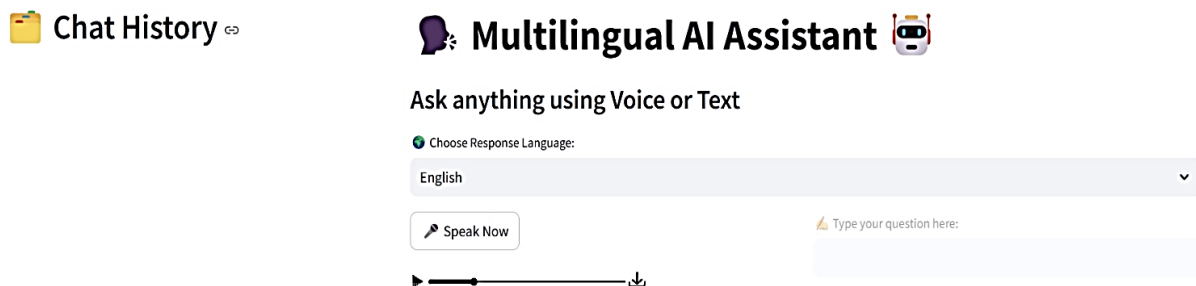 Chat History
Multilingual AI Assistant
Ask anything using Voice or Text
Choose Response Language:
English
Speak Now
Type your question here: